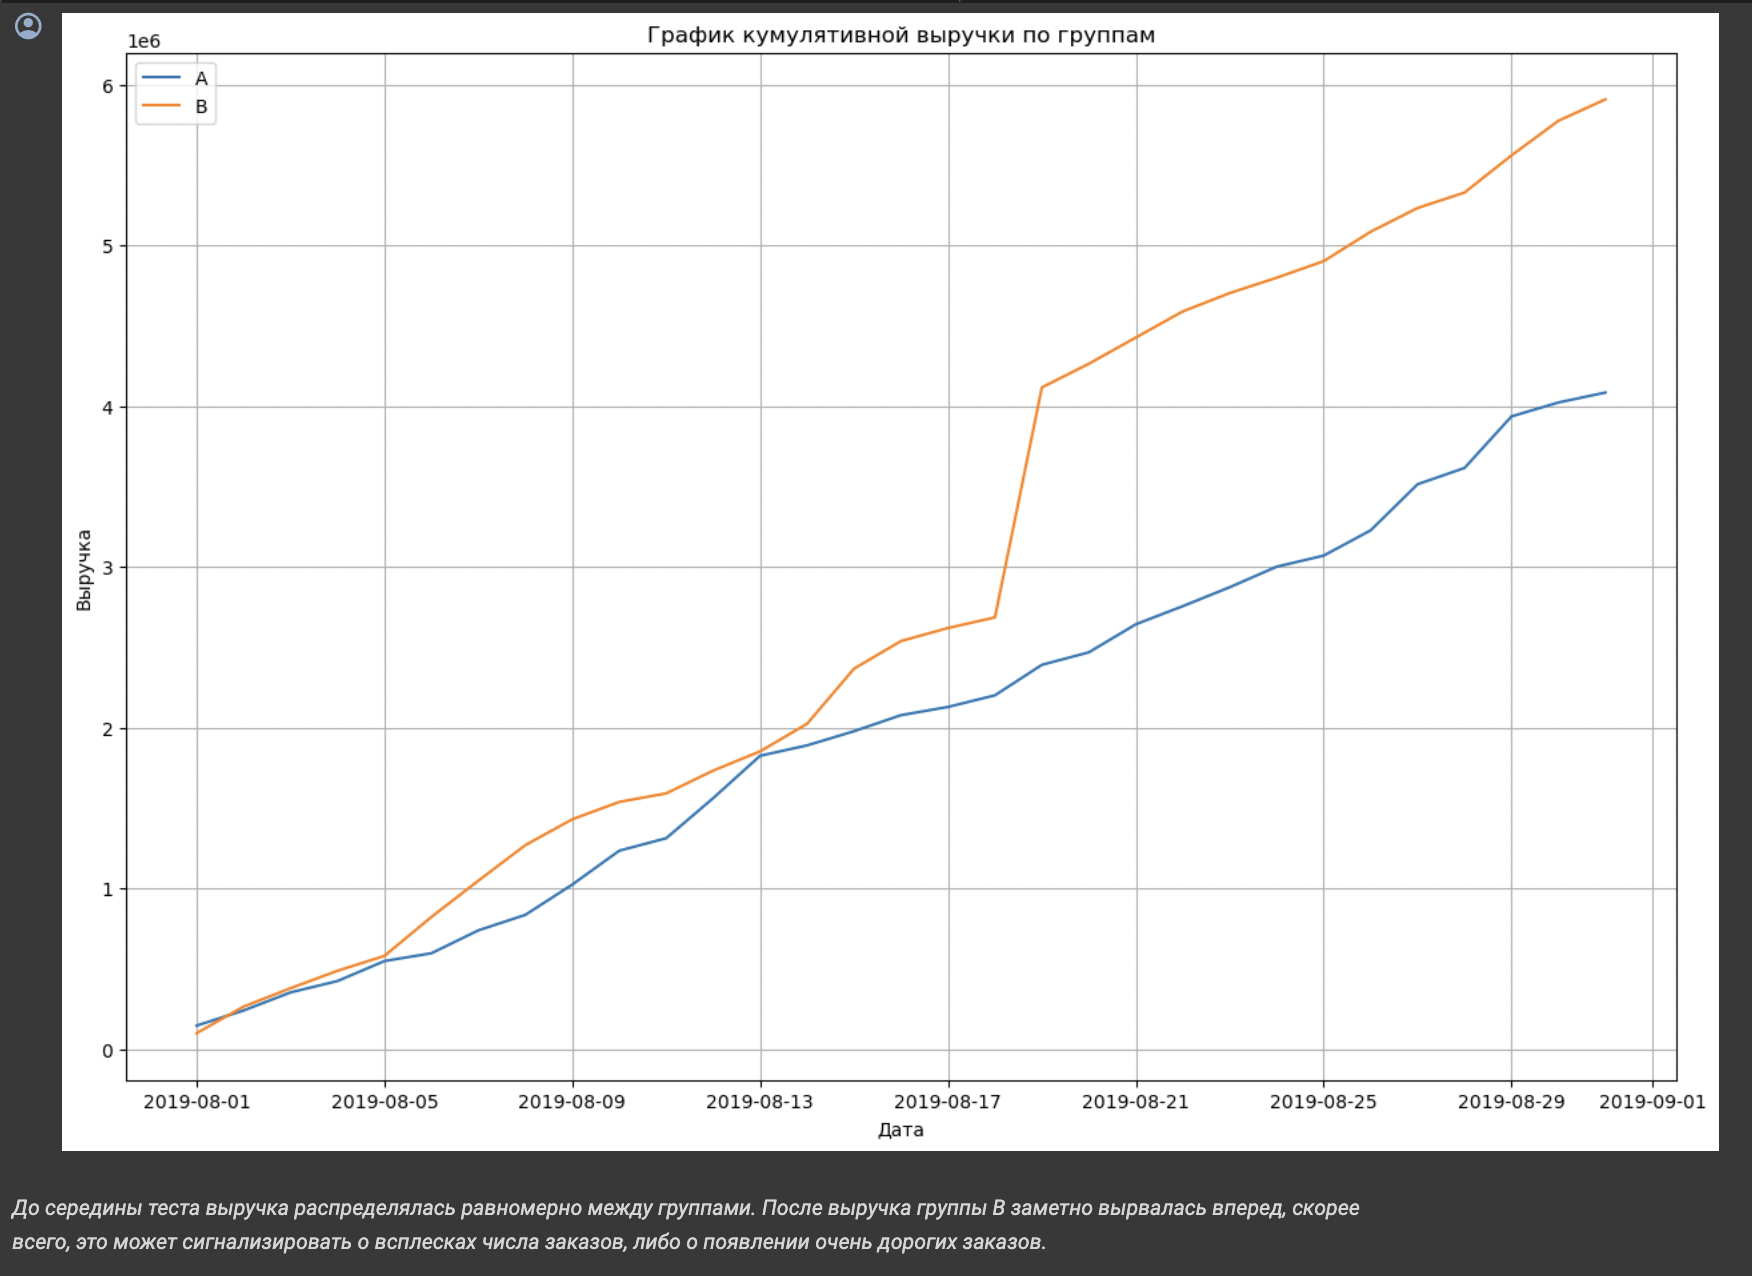 График кумулятивной выручки по группам
1e6
A
B
6
5
4
3
2
1
0
Выручка
2019-08-01 2019-08-05 2019-08-09 2019-08-13 2019-08-17 2019-08-21 2019-08-25 2019-08-29 2019-09-01
Дата
До середины теста выручка распределялась равномерно между группами. После выручка группы В заметно вырвалась вперед, скорее
всего, это может сигнализировать о всплесках числа заказов, либо о появлении очень дорогих заказов.